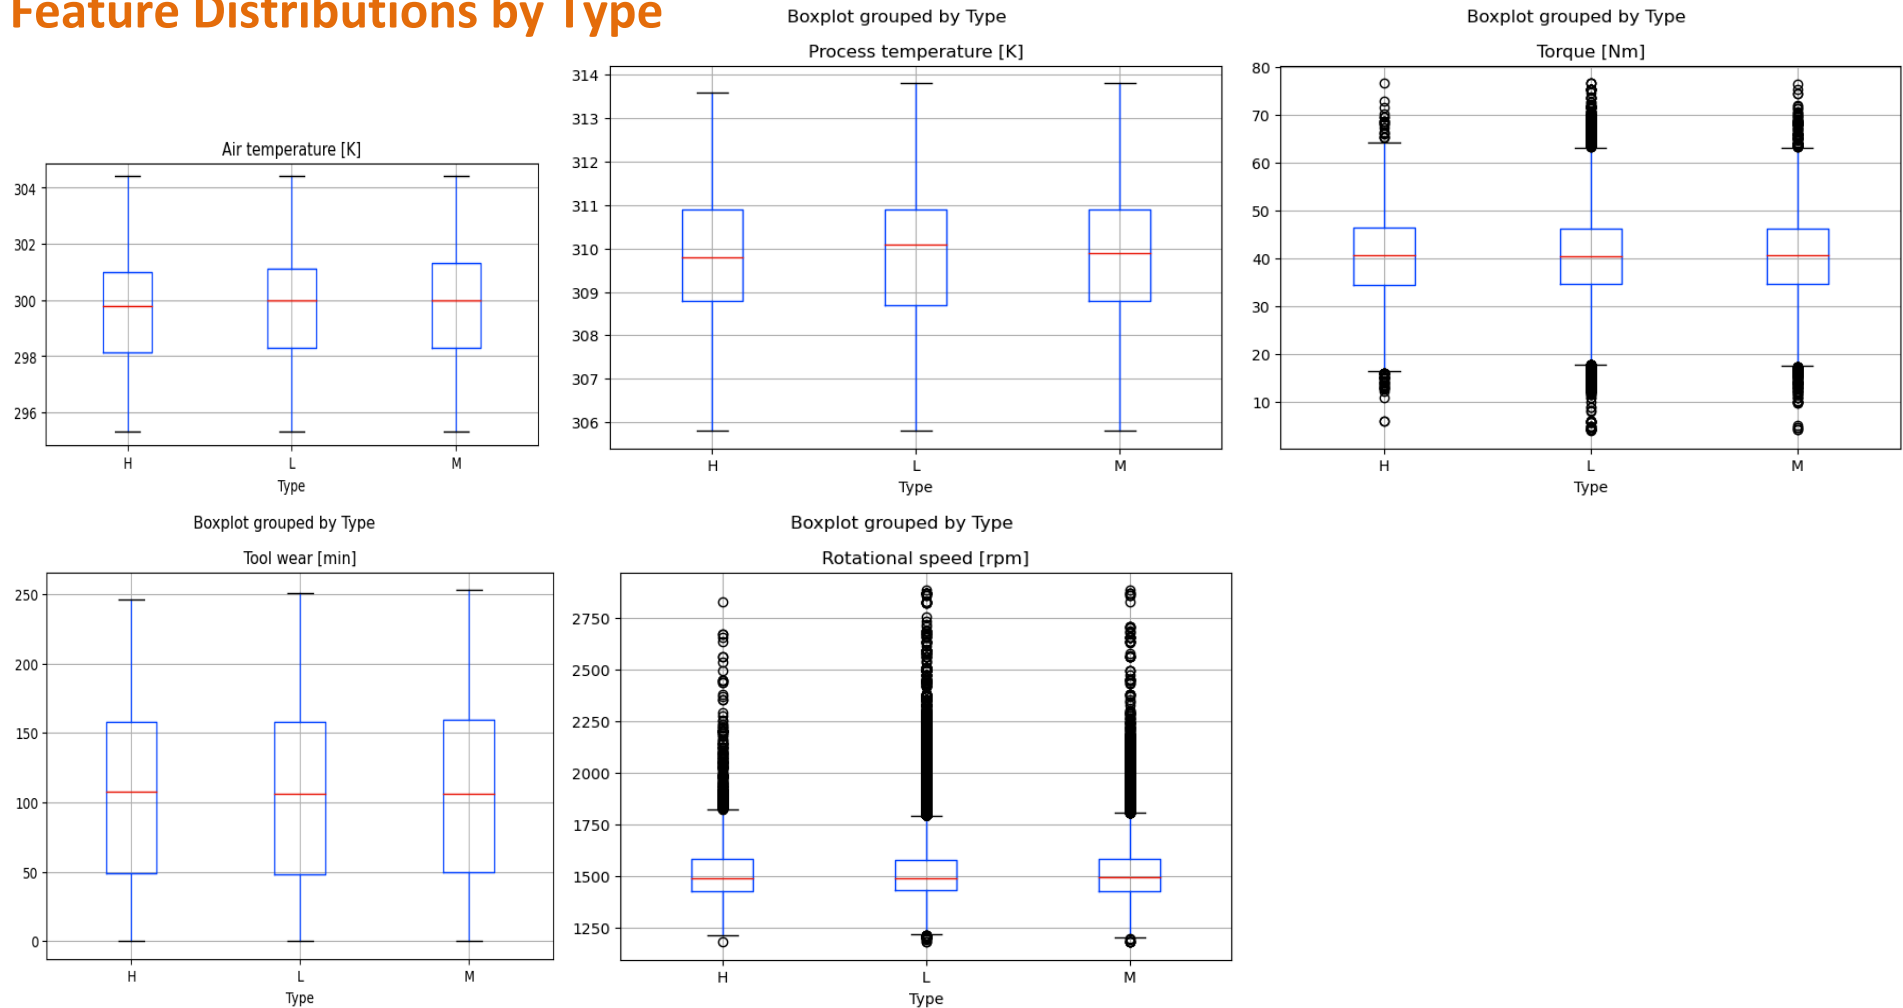 Feature Distributions by Type
Boxplot grouped by Type
Process temperature [K]
314
313
312
311
310
309
308
307
306
H L M
Type
Boxplot grouped by Type
Torque [Nm]
80
70
60
50
40
30
20
10
H L M
Type
Air temperature [K]
304
302
300
298
296
H L M
Type
Boxplot grouped by Type
Tool wear [min]
250
200
150
100
50
0
H L M
Type
Boxplot grouped by Type
Rotational speed [rpm]
2750
2500
2250
2000
1750
1500
1250
H L M
Type